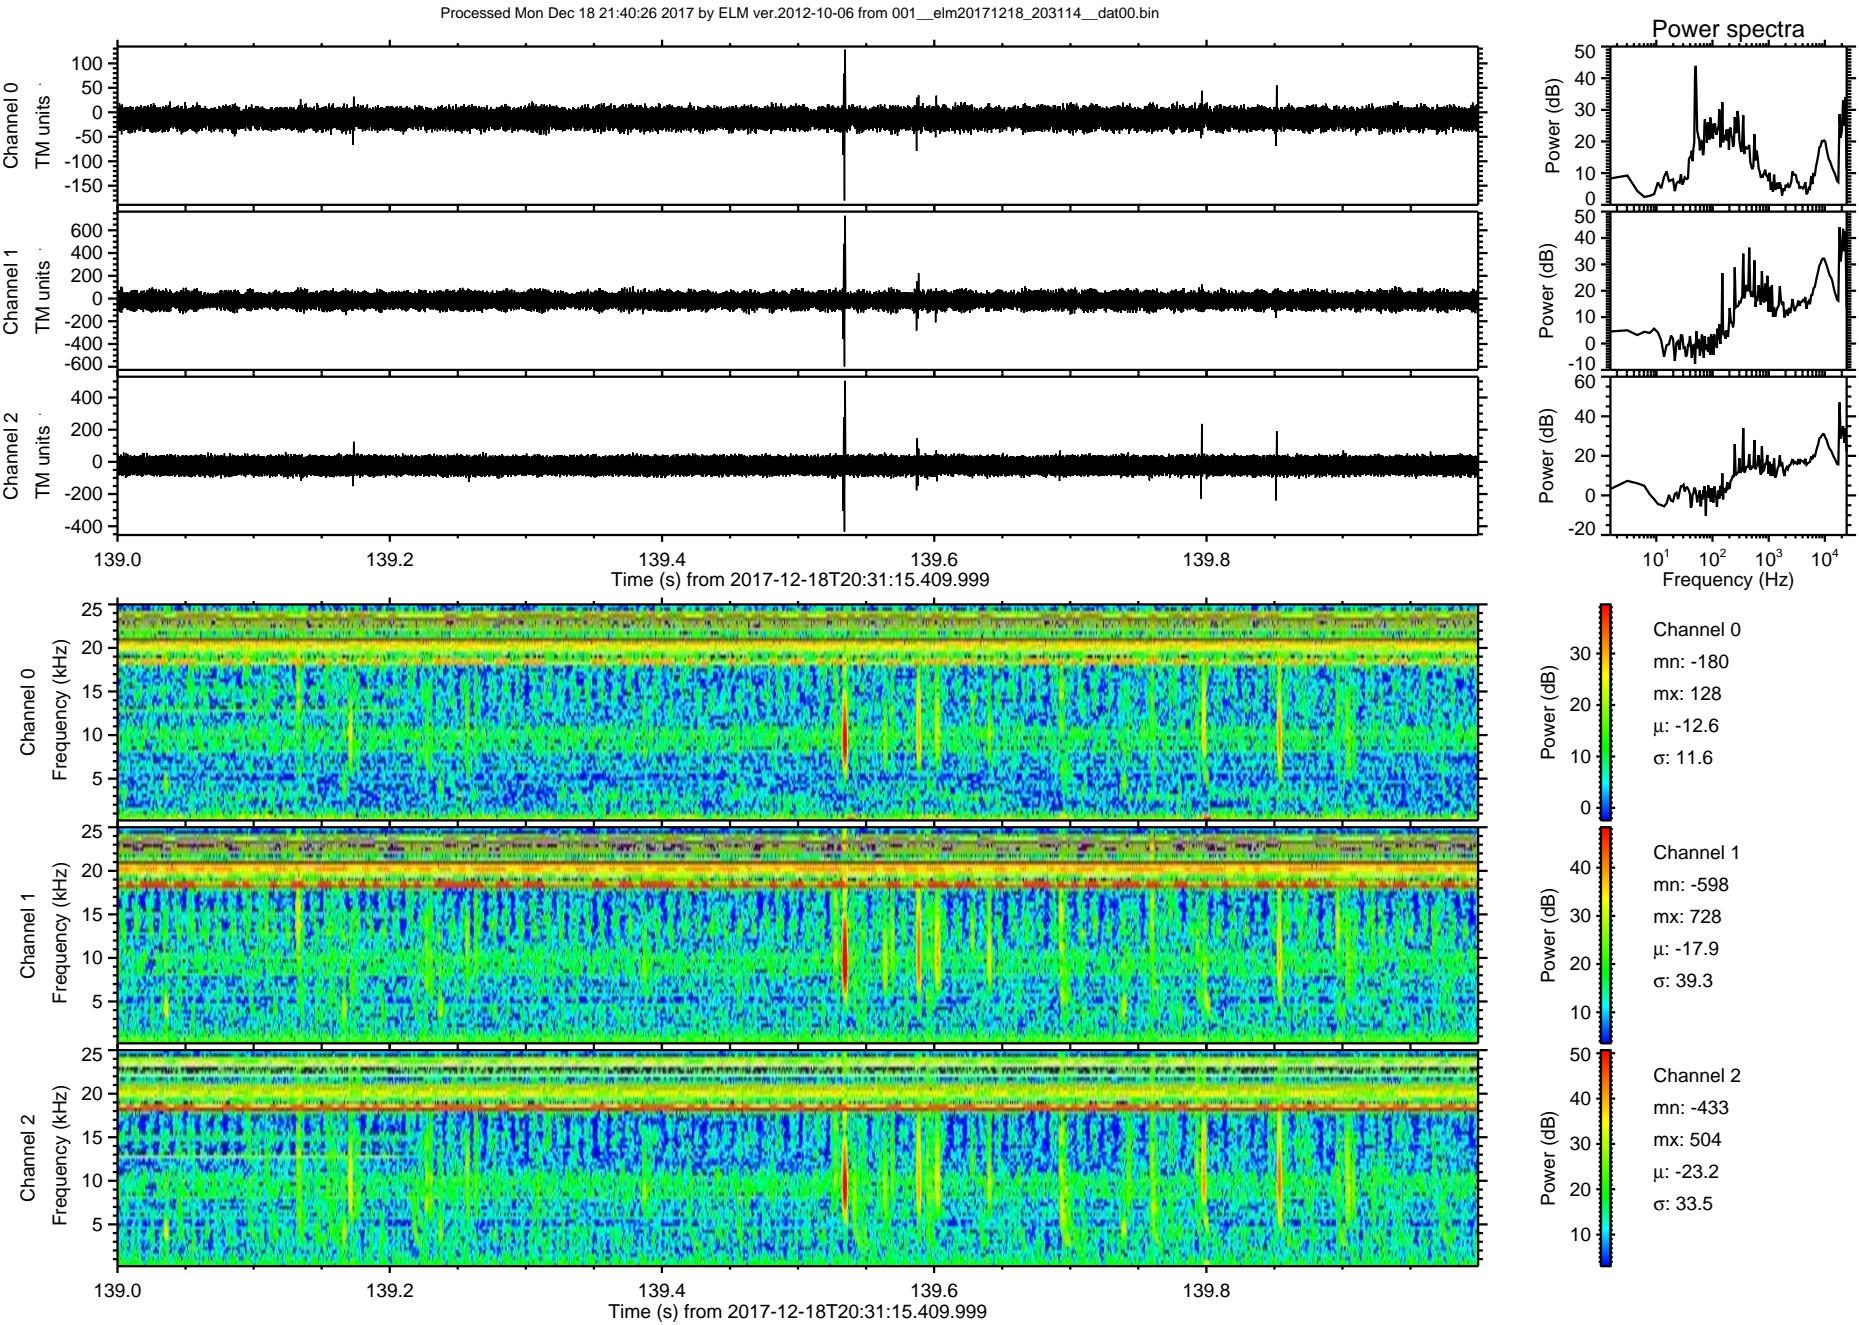 Processed Mon Dec 18 21:40:26 2017 by ELM ver.2012-10-06 from 001__elm20171218_203114__dat00.bin
Power spectra
Channel 0
TM units
100
50
0
-50
-100
-150
Power (dB)
50
40
30
20
10
0
Channel 1
TM units
600
400
200
0
-200
-400
-600
Power (dB)
50
40
30
20
10
0
-10
Channel 2
TM units
400
200
0
-200
-400
Power (dB)
60
40
20
0
-20
139.0 139.2 139.4 139.6 139.8
Time (s) from 2017-12-18T20:31:15.409.999
10^1 10^2 10^3 10^4
Frequency (Hz)
Channel 0
Frequency (kHz)
25
20
15
10
5
Power (dB)
30
20
10
0
Channel 0
mn: -180
mx: 128
μ: -12.6
σ: 11.6
Channel 1
Frequency (kHz)
25
20
15
10
5
Power (dB)
40
30
20
10
Channel 1
mn: -598
mx: 728
μ: -17.9
σ: 39.3
Channel 2
Frequency (kHz)
25
20
15
10
5
Power (dB)
50
40
30
20
10
Channel 2
mn: -433
mx: 504
μ: -23.2
σ: 33.5
139.0 139.2 139.4 139.6 139.8
Time (s) from 2017-12-18T20:31:15.409.999